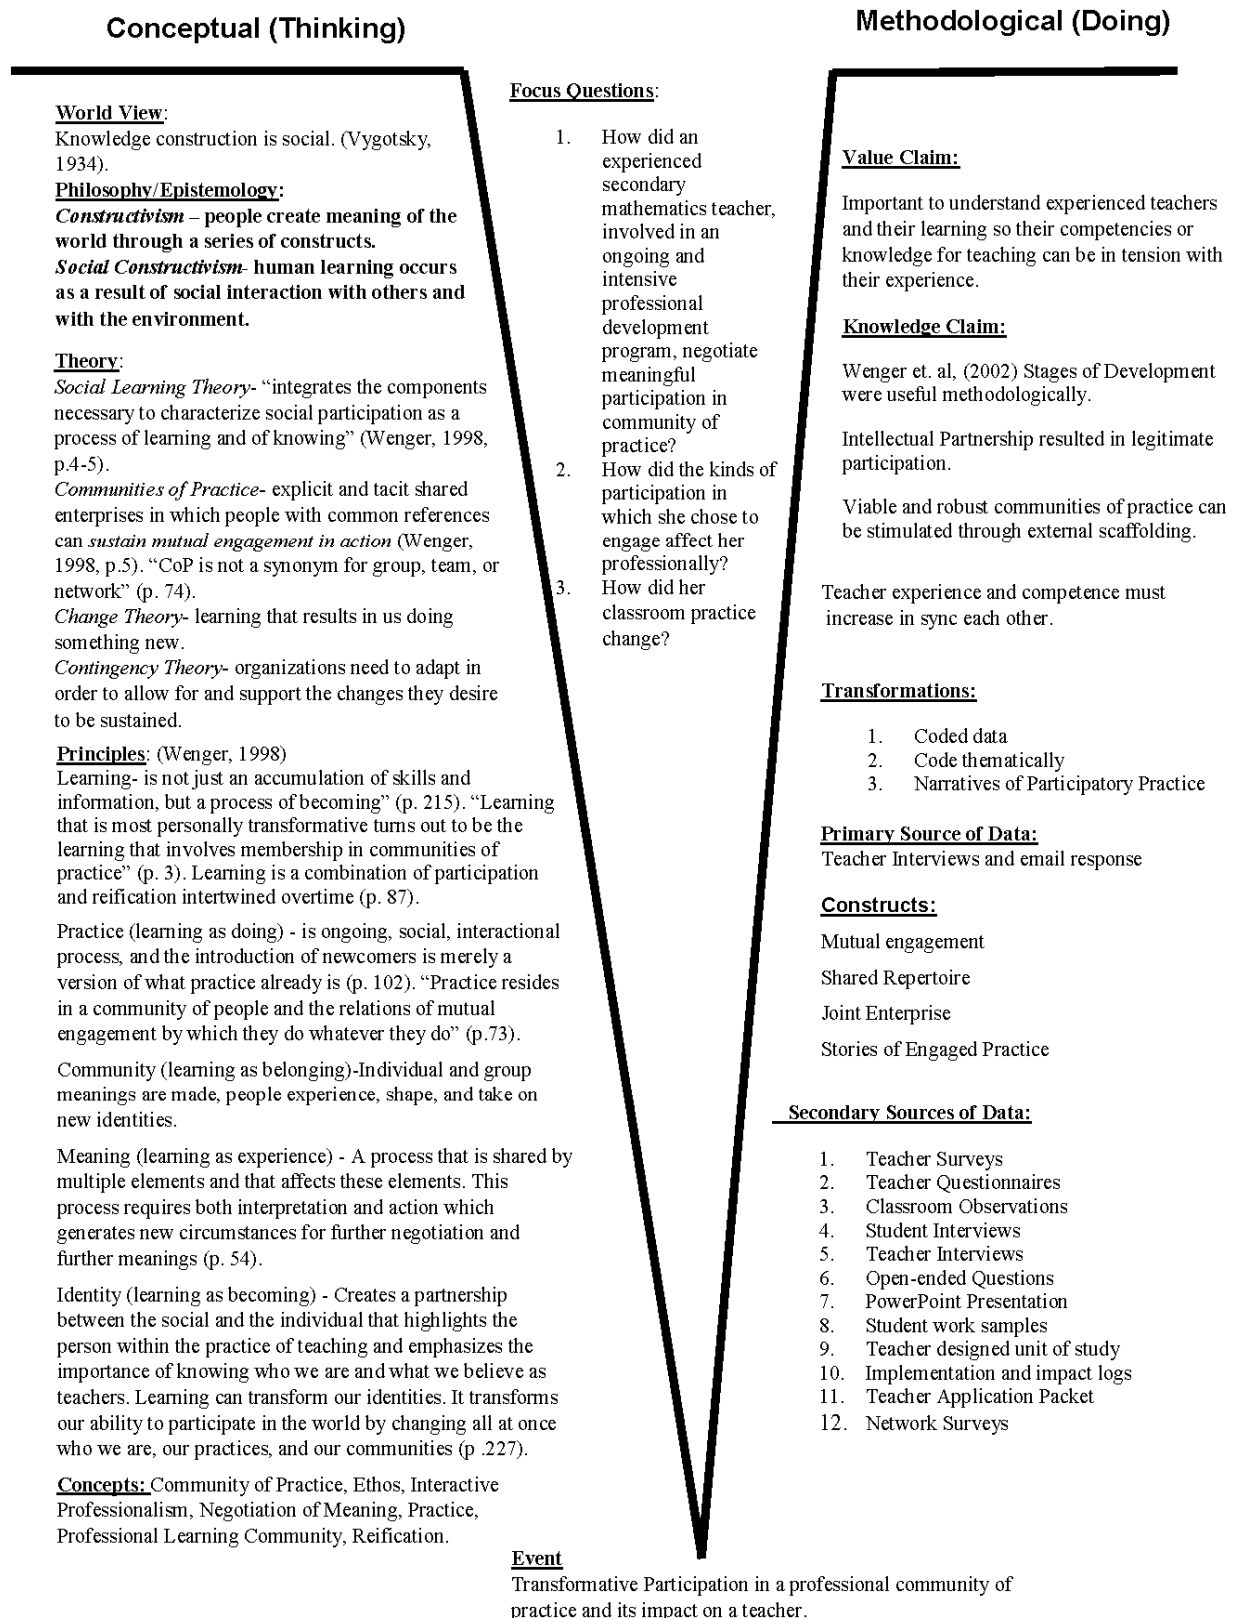 Conceptual (Thinking)
Methodological (Doing)
World View:
Knowledge construction is social. (Vygotsky,
1934).
Philosophy/Epistemology:
Constructivism – people create meaning of the
world through a series of constructs.
Social Constructivism- human learning occurs
as a result of social interaction with others and
with the environment.
Theory:
Social Learning Theory- “integrates the components
necessary to characterize social participation as a
process of learning and of knowing” (Wenger, 1998,
p.4-5).
Communities of Practice- explicit and tacit shared
enterprises in which people with common references
can sustain mutual engagement in action (Wenger,
1998, p.5). “CoP is not a synonym for group, team, or
network” (p. 74).
Change Theory- learning that results in us doing
something new.
Contingency Theory- organizations need to adapt in
order to allow for and support the changes they desire
to be sustained.
Principles: (Wenger, 1998)
Learning- is not just an accumulation of skills and
information, but a process of becoming” (p. 215). “Learning
that is most personally transformative turns out to be the
learning that involves membership in communities of
practice” (p. 3). Learning is a combination of participation
and reification intertwined overtime (p. 87).
Practice (learning as doing) - is ongoing, social, interactional
process, and the introduction of newcomers is merely a
version of what practice already is (p. 102). “Practice resides
in a community of people and the relations of mutual
engagement by which they do whatever they do” (p.73).
Community (learning as belonging)-Individual and group
meanings are made, people experience, shape, and take on
new identities.
Meaning (learning as experience) - A process that is shared by
multiple elements and that affects these elements. This
process requires both interpretation and action which
generates new circumstances for further negotiation and
further meanings (p. 54).
Identity (learning as becoming) - Creates a partnership
between the social and the individual that highlights the
person within the practice of teaching and emphasizes the
importance of knowing who we are and what we believe as
teachers. Learning can transform our identities. It transforms
our ability to participate in the world by changing all at once
who we are, our practices, and our communities (p .227).
Concepts: Community of Practice, Ethos, Interactive
Professionalism, Negotiation of Meaning, Practice,
Professional Learning Community, Reification.
Focus Questions:
1. How did an
experienced
secondary
mathematics teacher,
involved in an
ongoing and
intensive
professional
development
program, negotiate
meaningful
participation in
community of
practice?
2. How did the kinds of
participation in
which she chose to
engage affect her
professionally?
3. How did her
classroom practice
change?
Value Claim:
Important to understand experienced teachers
and their learning so their competencies or
knowledge for teaching can be in tension with
their experience.
Knowledge Claim:
Wenger et. al, (2002) Stages of Development
were useful methodologically.
Intellectual Partnership resulted in legitimate
participation.
Viable and robust communities of practice can
be stimulated through external scaffolding.
Teacher experience and competence must
increase in sync each other.
Transformations:
1. Coded data
2. Code thematically
3. Narratives of Participatory Practice
Primary Source of Data:
Teacher Interviews and email response
Constructs:
Mutual engagement
Shared Repertoire
Joint Enterprise
Stories of Engaged Practice
Secondary Sources of Data:
1. Teacher Surveys
2. Teacher Questionnaires
3. Classroom Observations
4. Student Interviews
5. Teacher Interviews
6. Open-ended Questions
7. PowerPoint Presentation
8. Student work samples
9. Teacher designed unit of study
10. Implementation and impact logs
11. Teacher Application Packet
12. Network Surveys
Event
Transformative Participation in a professional community of
practice and its impact on a teacher.